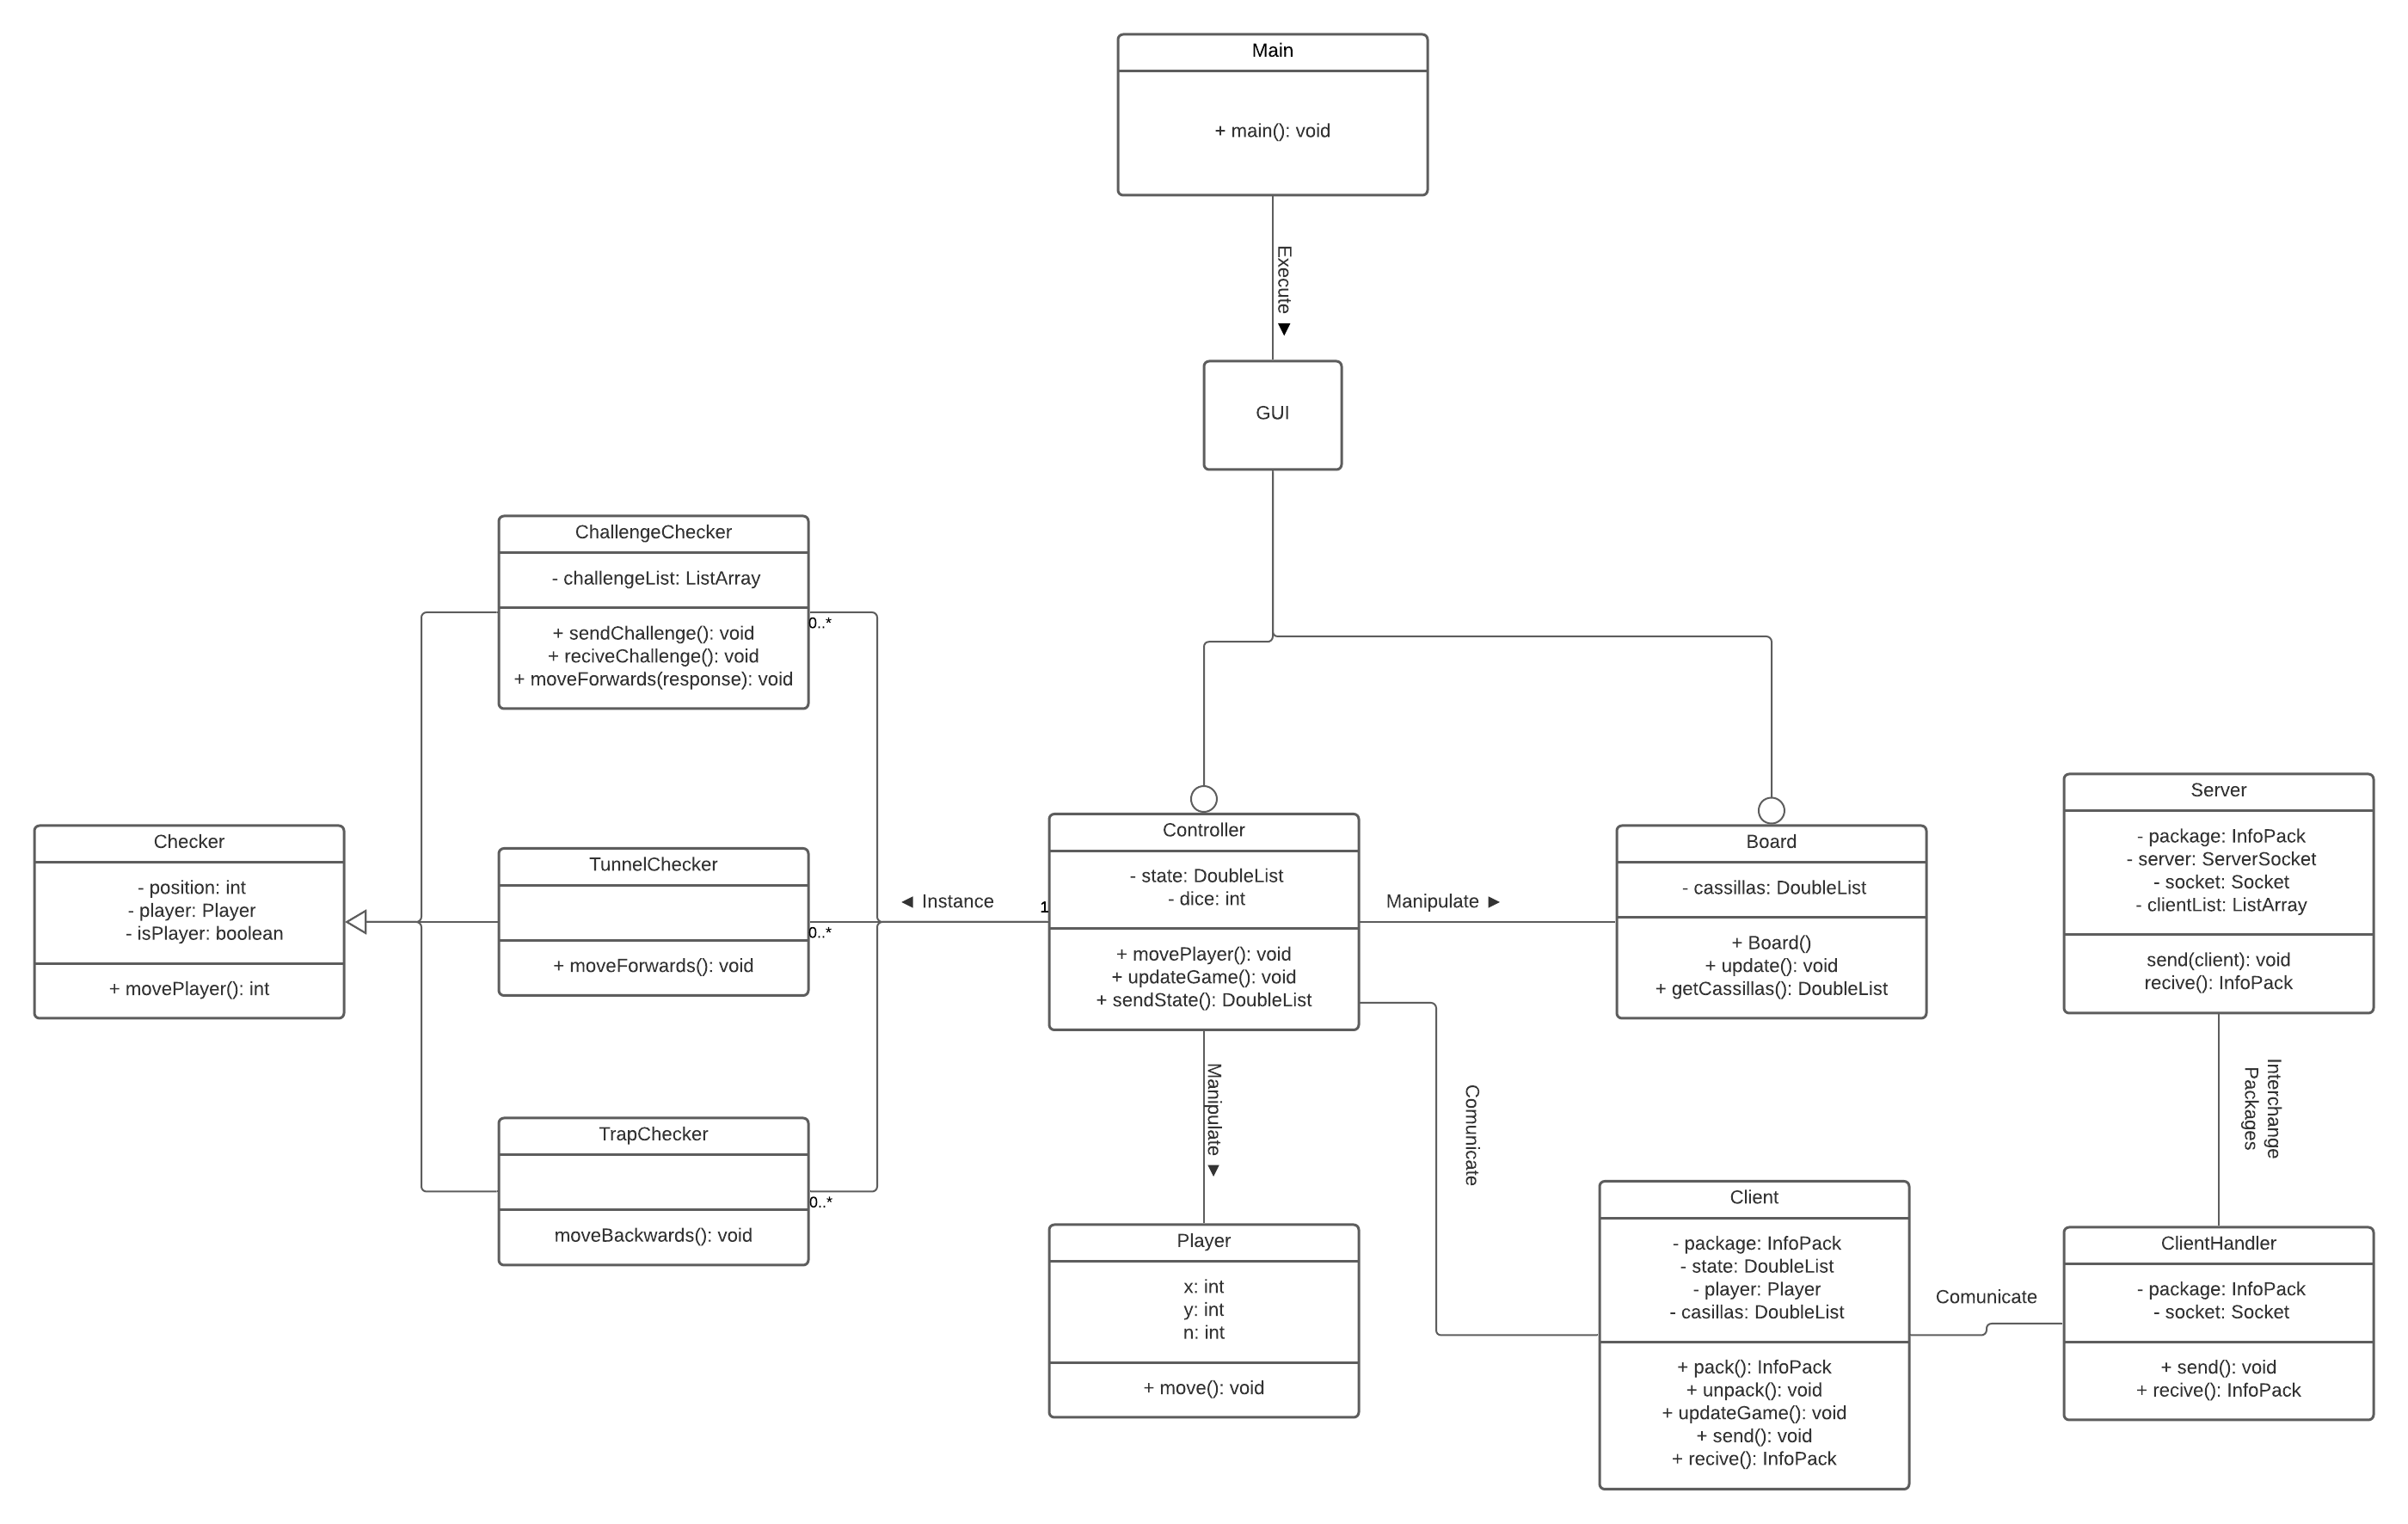 Main
+ main(): void
Execute ▼
GUI
ChallengeChecker
- challengeList: ListArray
+ sendChallenge(): void
+ reciveChallenge(): void
+ moveForwards(response): void
0..*
Checker
- position: int
- player: Player
- isPlayer: boolean
+ movePlayer(): int
TunnelChecker
+ moveForwards(): void
0..*
◄ Instance
1
TrapChecker
moveBackwards(): void
0..*
Controller
- state: DoubleList
- dice: int
+ movePlayer(): void
+ updateGame(): void
+ sendState(): DoubleList
Manipulate ►
Board
- cassillas: DoubleList
+ Board()
+ update(): void
+ getCassillas(): DoubleList
Manipulate ▼
Player
x: int
y: int
n: int
+ move(): void
Comunicate
Client
- package: InfoPack
- state: DoubleList
- player: Player
- casillas: DoubleList
+ pack(): InfoPack
+ unpack(): void
+ updateGame(): void
+ send(): void
+ recive(): InfoPack
Comunicate
Server
- package: InfoPack
- server: ServerSocket
- socket: Socket
- clientList: ListArray
send(client): void
recive(): InfoPack
Interchange
Packages
ClientHandler
- package: InfoPack
- socket: Socket
+ send(): void
+ recive(): InfoPack